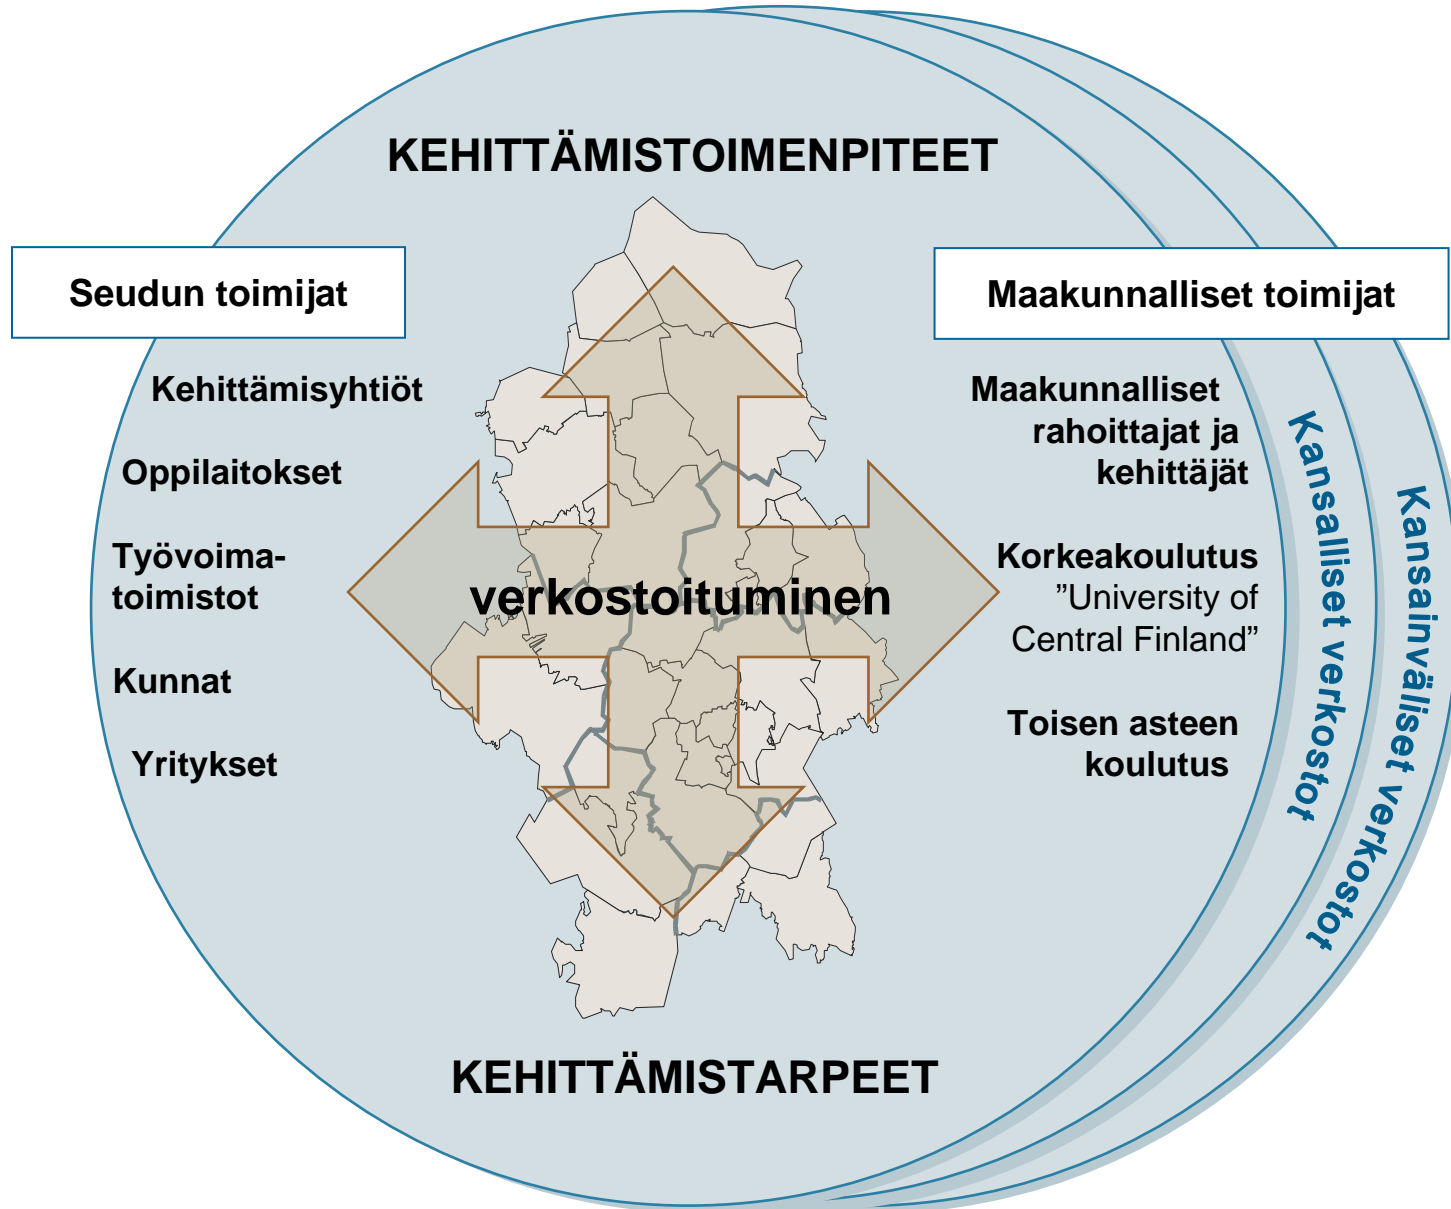 KEHITTÄMISTOIMENPITEET
Seudun toimijat
Kehittämisyhtiöt
Oppilaitokset
Työvoima-
toimistot
Kunnat
Yritykset
verkostoituminen
Maakunnalliset toimijat
Maakunnalliset
rahoittajat ja
kehittäjät
Korkeakoulutus
”University of
Central Finland”
Toisen asteen
koulutus
Kansalliset verkostot
Kansainväliset verkostot
KEHITTÄMISTARPEET